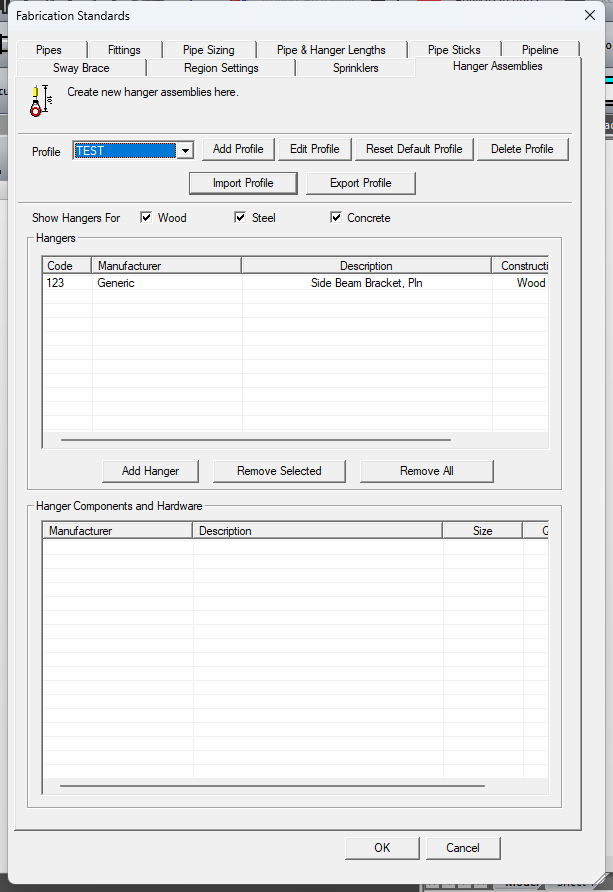 Fabrication Standards
Pipes Fittings Pipe Sizing Pipe & Hanger Lengths Pipe Sticks Pipeline
Sway Brace Region Settings Sprinklers Hanger Assemblies
Create new hanger assemblies here.
Profile TEST Add Profile Edit Profile Reset Default Profile Delete Profile
Import Profile Export Profile
Show Hangers For Wood Steel Concrete
Hangers
Code Manufacturer Description Constructi
123 Generic Side Beam Bracket, Pln Wood
Add Hanger Remove Selected Remove All
Hanger Components and Hardware
Manufacturer Description Size
OK Cancel